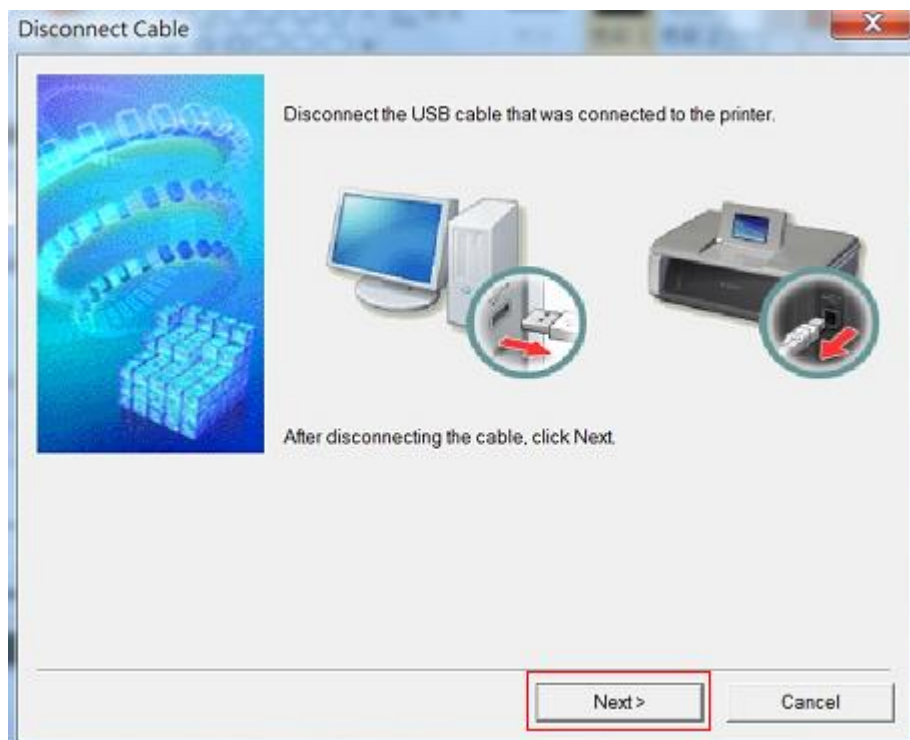 Disconnect Cable
Disconnect the USB cable that was connected to the printer.
After disconnecting the cable, click Next.
Next >
Cancel